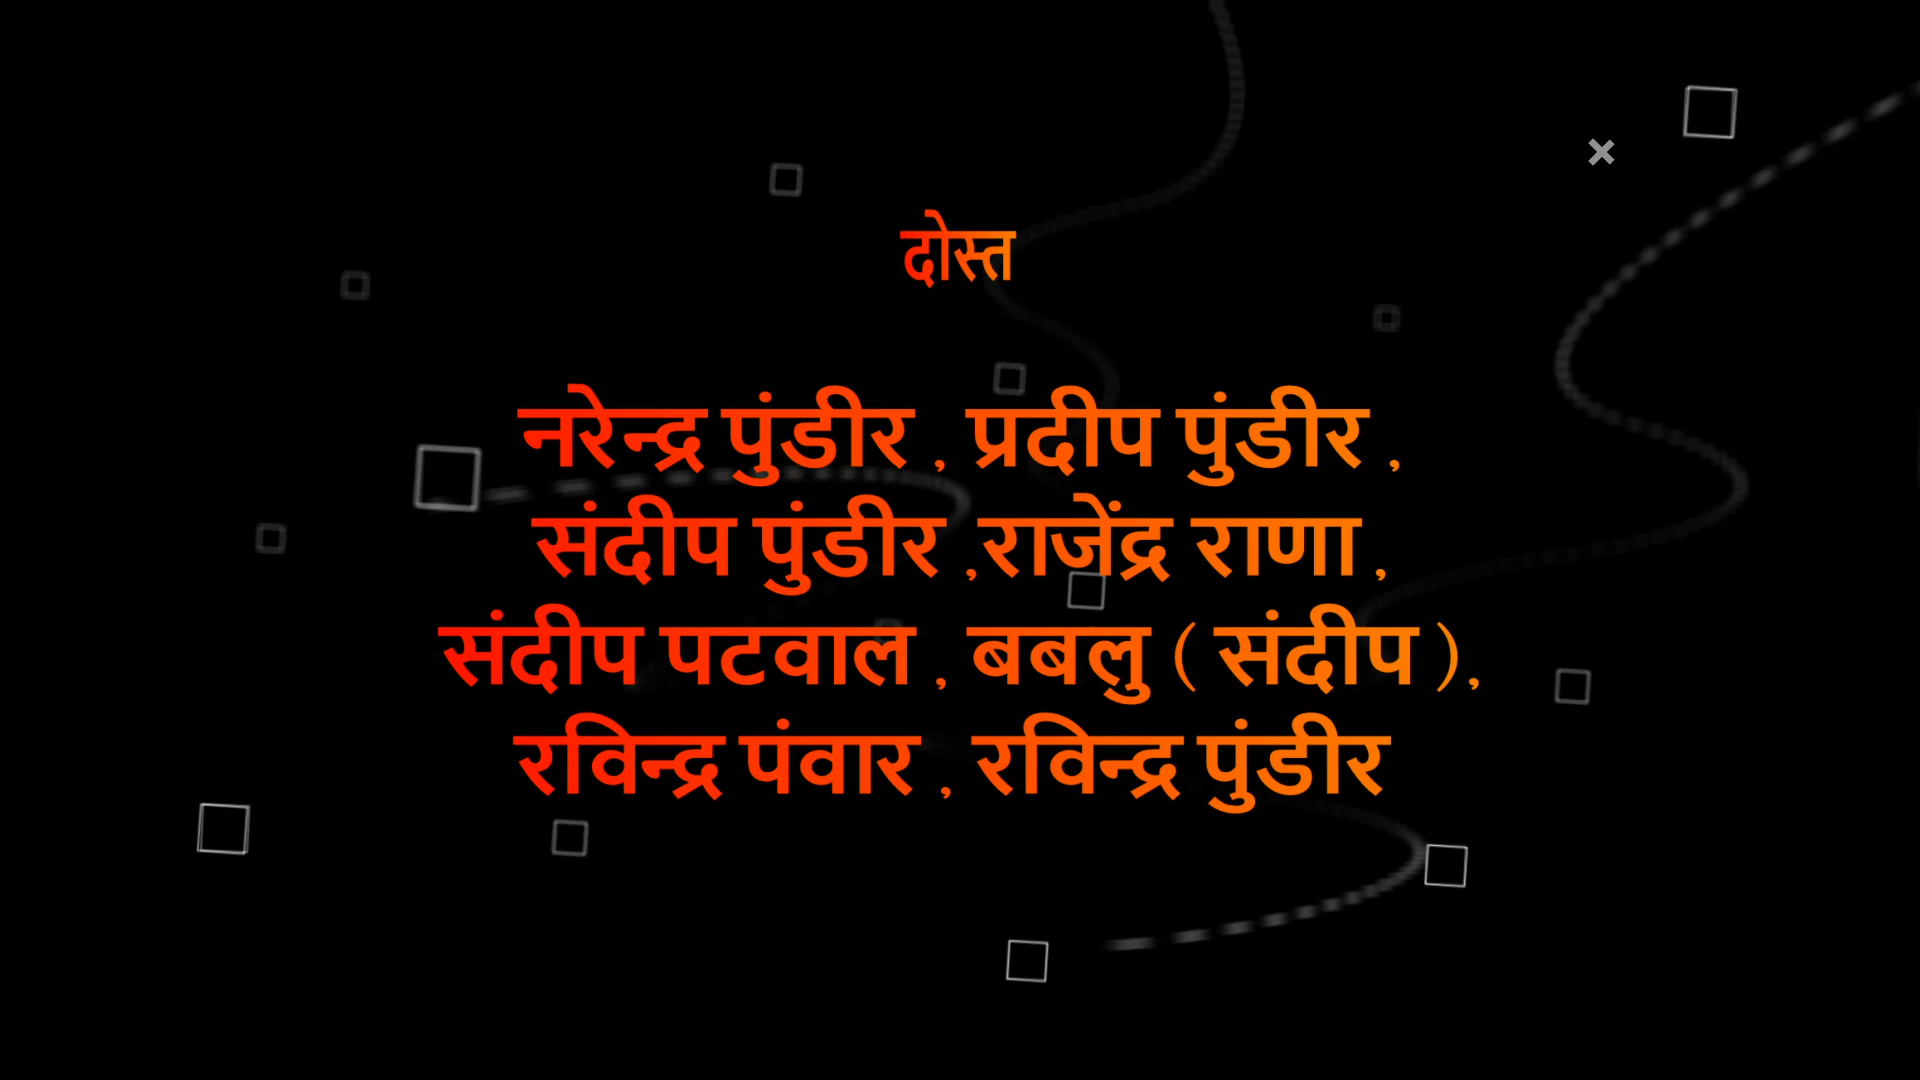 दोस्त
नरेन्द्र पुंडीर , प्रदीप पुंडीर ,
संदीप पुंडीर ,राजेंद्र राणा ,
संदीप पटवाल , बबलु ( संदीप ),
रविन्द्र पंवार , रविन्द्र पुंडीर